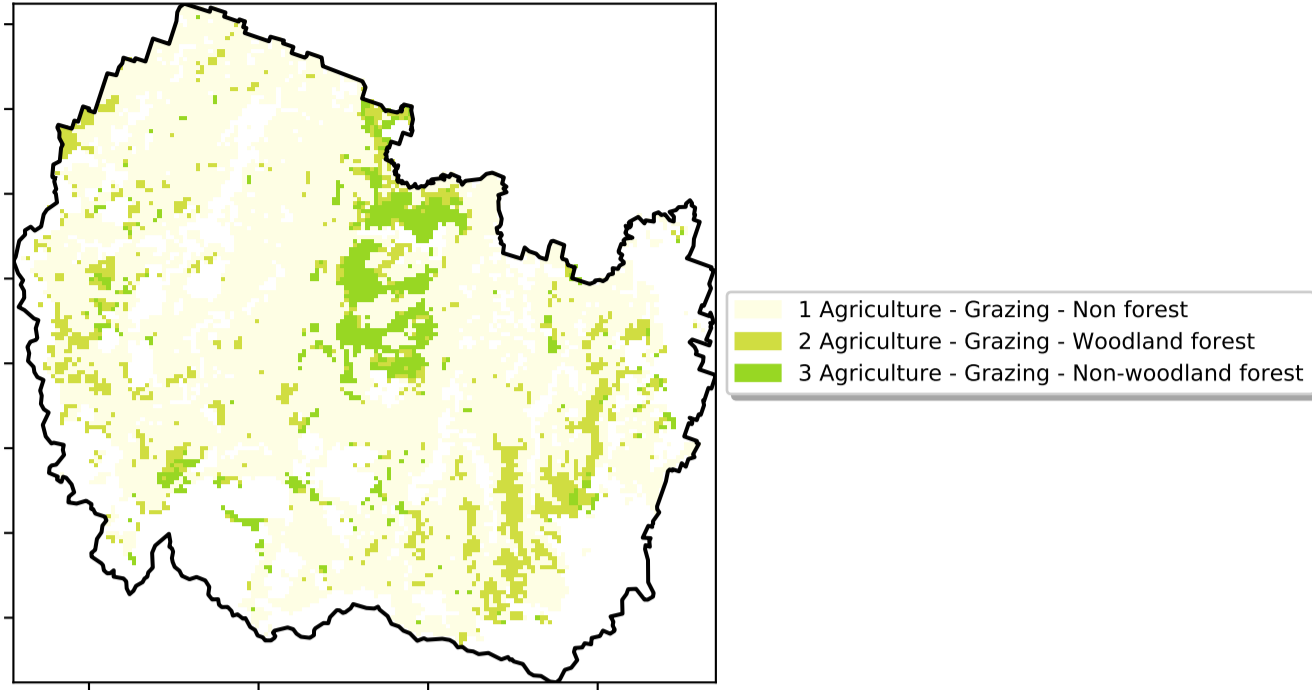 1 Agriculture - Grazing - Non forest
2 Agriculture - Grazing - Woodland forest
3 Agriculture - Grazing - Non-woodland forest